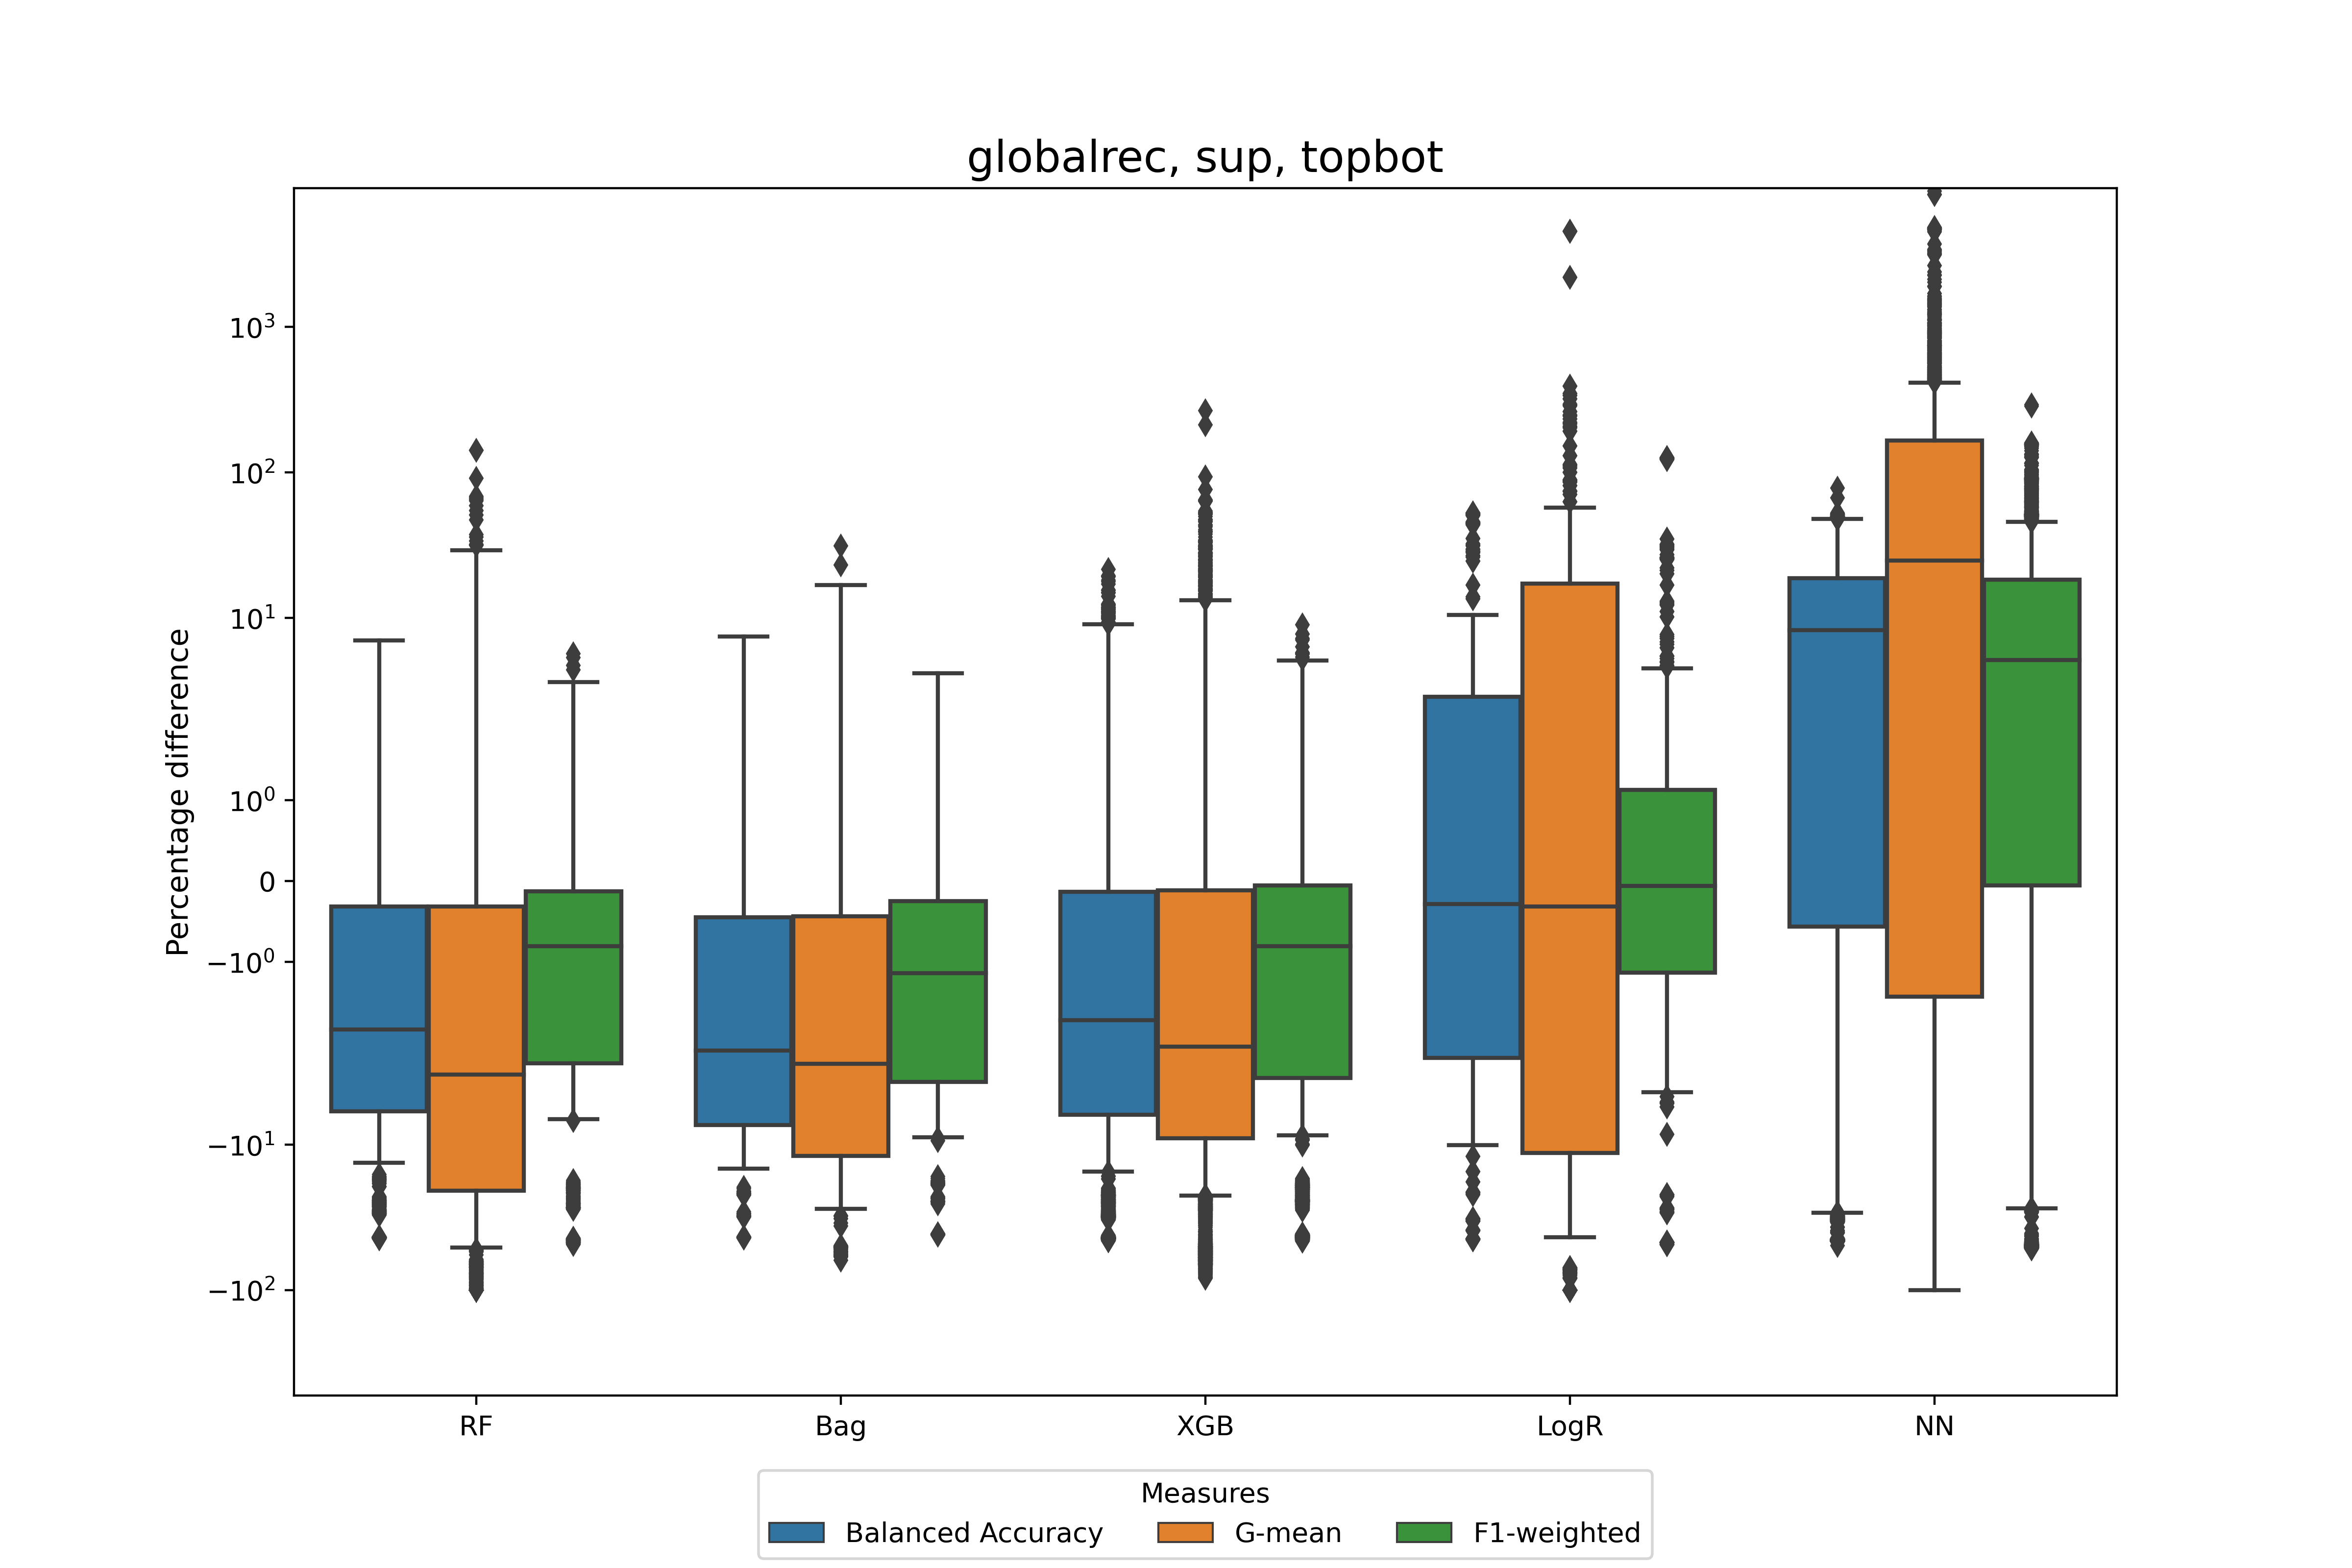 globalrec, sup, topbot
Percentage difference
10³
10²
10¹
10⁰
0
−10⁰
−10¹
−10²
RF Bag XGB LogR NN
Measures
Balanced Accuracy G-mean F1-weighted